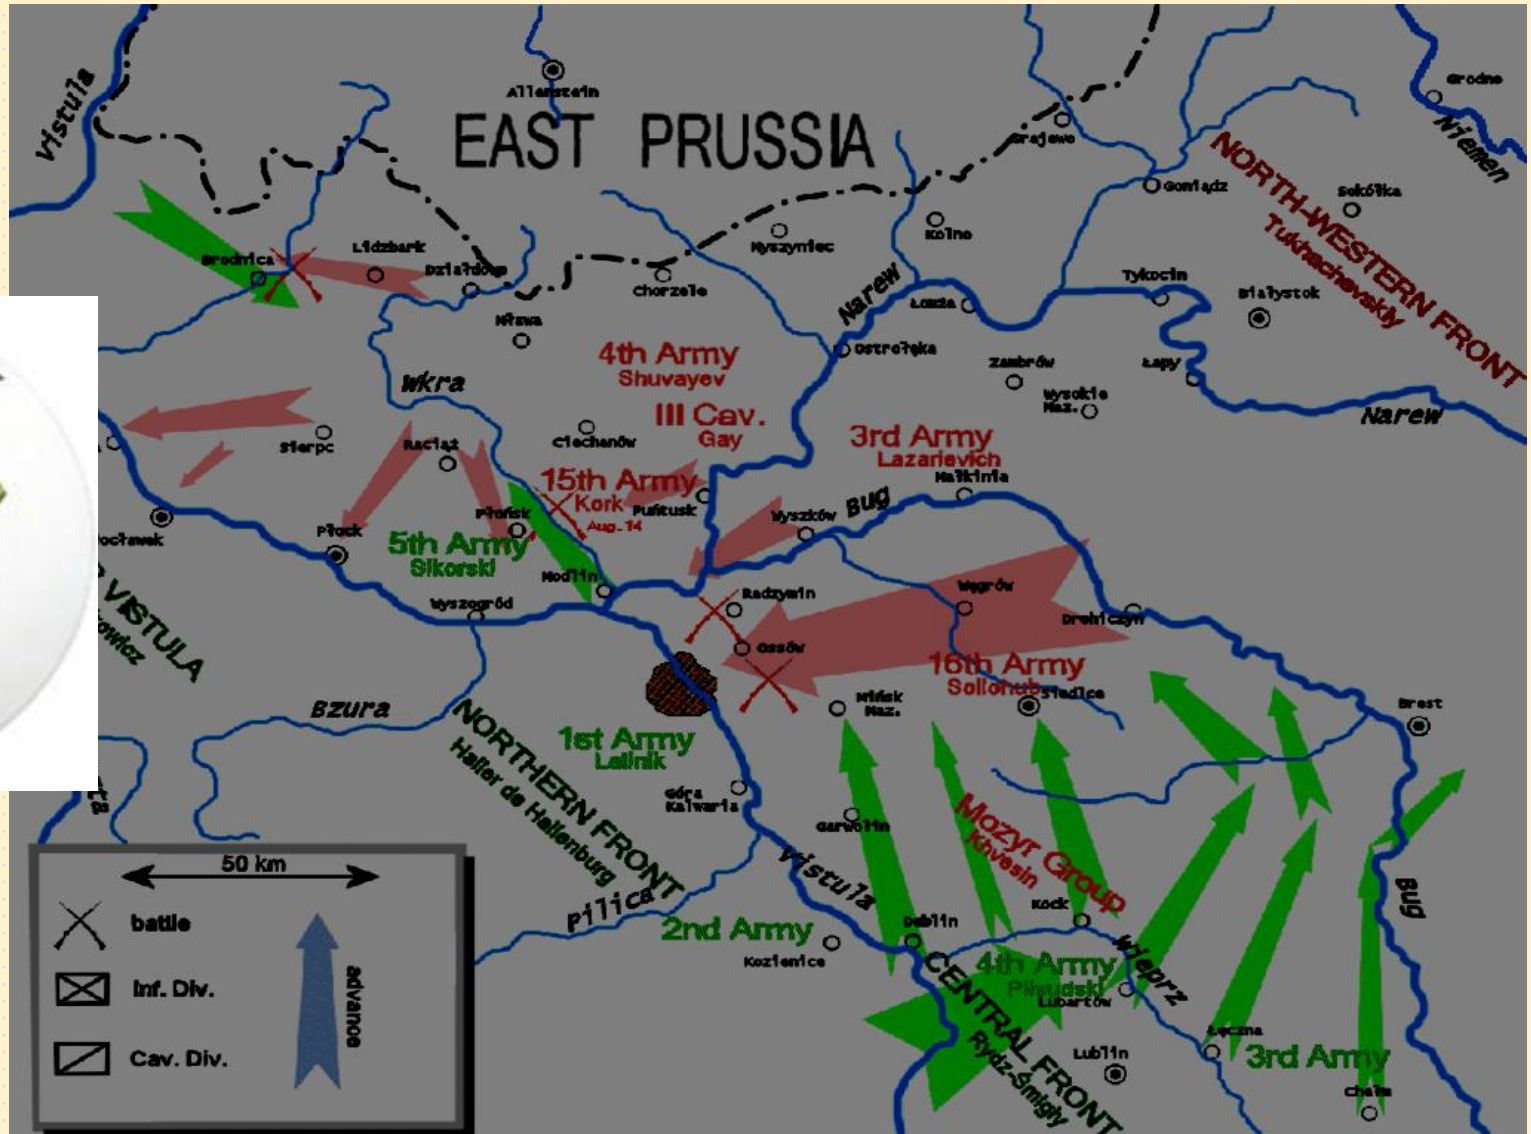 Vistula
Allenstein
EAST PRUSSIA
Grajewo
Grodno
Niemen
NORTH-WESTERN FRONT
Tukhachevskiy
Goniądz
Sokółka
Kolno
Myszyniec
Brodnica
Lidzbark
Działdowo
Chorzele
Narew
Łomża
Tykocin
Białystok
Mława
Ostrołęka
Zambrów
Łapy
Wysokie
Maz.
Narew
4th Army
Shuvayev
Wkra
III Cav.
Gay
Sierpc
Raciąż
Ciechanów
3rd Army
Lazarievich
Małkinia
15th Army
Kork
Aug. 14
Pułtusk
Wyszków
Bug
Płońsk
Płock
ocławek
5th Army
Sikorski
Modlin
Radzymin
Węgrów
Drohiczyn
Wyszogród
VISTULA
Ossów
16th Army
Sollohub
Siedlce
Mińsk
Maz.
Brest
Bzura
NORTHERN FRONT
Haller de Hallenburg
1st Army
Latinik
Góra
Kalwaria
Garwolin
Mozyr Group
Khvesin
Vistula
Pilica
2nd Army
Kozienice
Dęblin
Kock
Wieprz
Bug
4th Army
Piłsudski
Lubartów
CENTRAL FRONT
Rydz-Śmigły
Lublin
Łęczna
3rd Army
Chełm
50 km
battle
Inf. Div.
Cav. Div.
advance